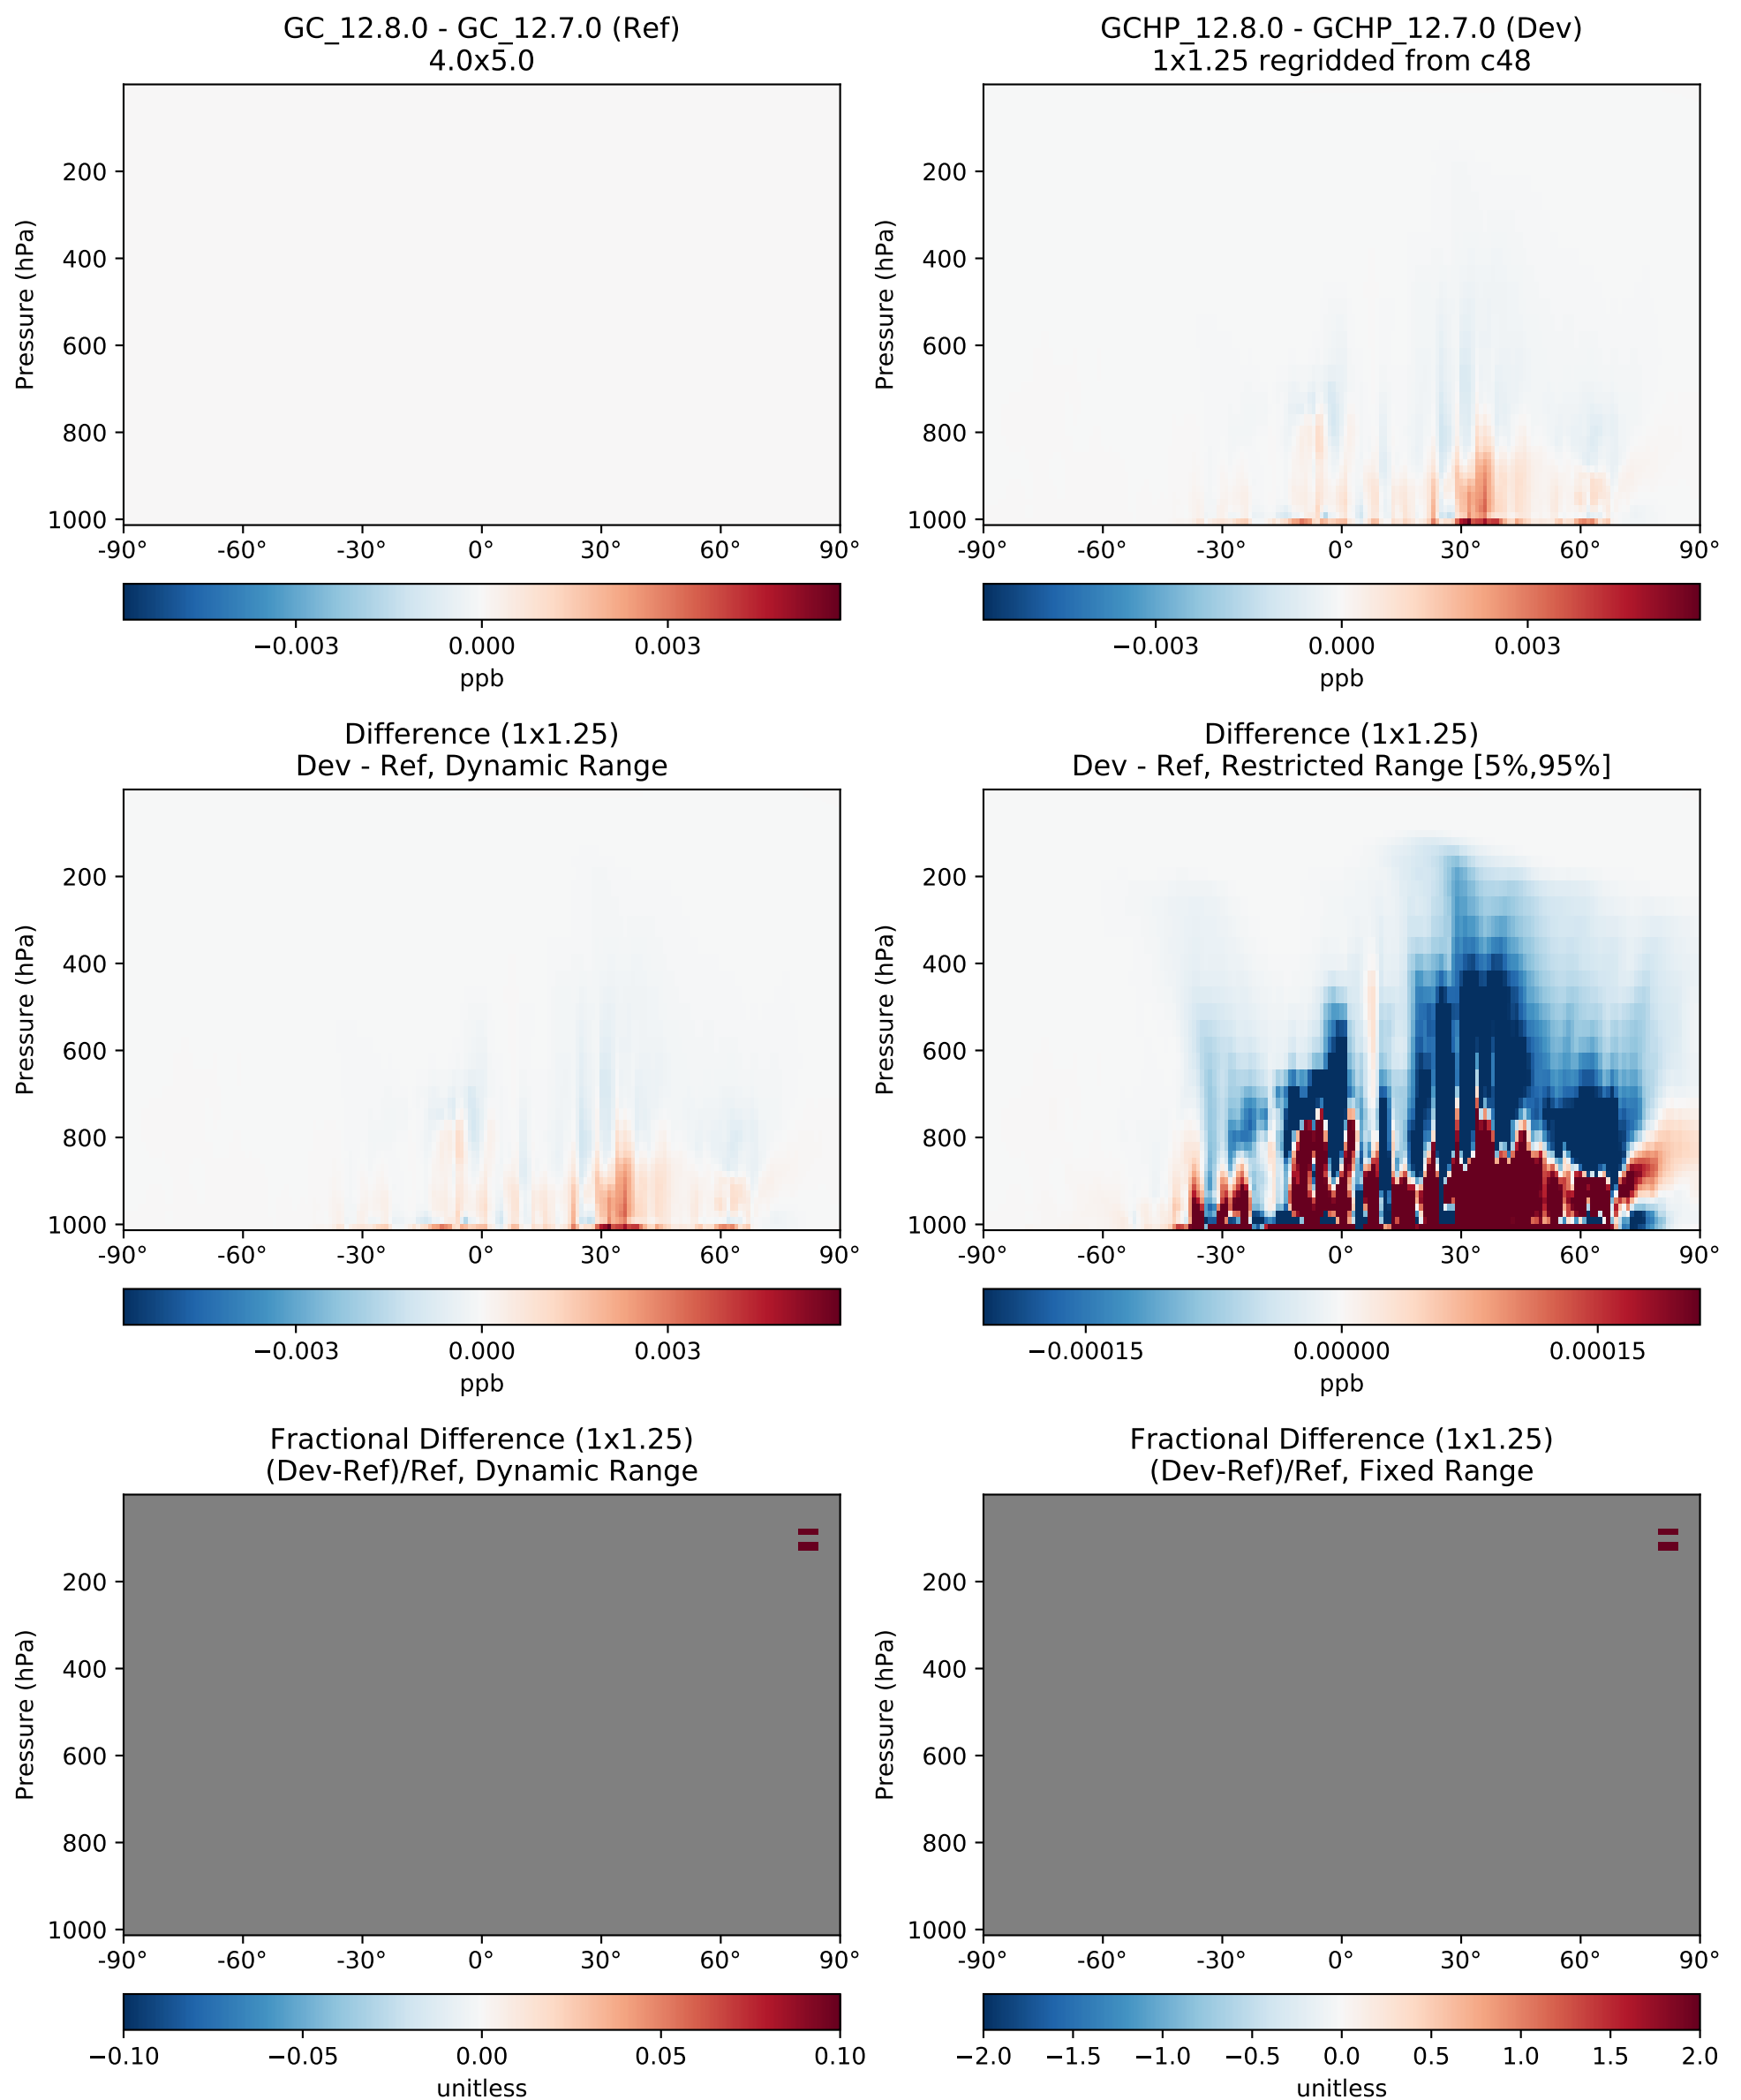 GC_12.8.0 - GC_12.7.0 (Ref)
4.0x5.0
Pressure (hPa)
200
400
600
800
1000
-90° -60° -30° 0° 30° 60° 90°
−0.003 0.000 0.003
ppb
GCHP_12.8.0 - GCHP_12.7.0 (Dev)
1x1.25 regridded from c48
Pressure (hPa)
200
400
600
800
1000
-90° -60° -30° 0° 30° 60° 90°
−0.003 0.000 0.003
ppb
Difference (1x1.25)
Dev - Ref, Dynamic Range
Pressure (hPa)
200
400
600
800
1000
-90° -60° -30° 0° 30° 60° 90°
−0.003 0.000 0.003
ppb
Difference (1x1.25)
Dev - Ref, Restricted Range [5%,95%]
Pressure (hPa)
200
400
600
800
1000
-90° -60° -30° 0° 30° 60° 90°
−0.00015 0.00000 0.00015
ppb
Fractional Difference (1x1.25)
(Dev-Ref)/Ref, Dynamic Range
Pressure (hPa)
200
400
600
800
1000
-90° -60° -30° 0° 30° 60° 90°
−0.10 −0.05 0.00 0.05 0.10
unitless
Fractional Difference (1x1.25)
(Dev-Ref)/Ref, Fixed Range
Pressure (hPa)
200
400
600
800
1000
-90° -60° -30° 0° 30° 60° 90°
−2.0 −1.5 −1.0 −0.5 0.0 0.5 1.0 1.5 2.0
unitless